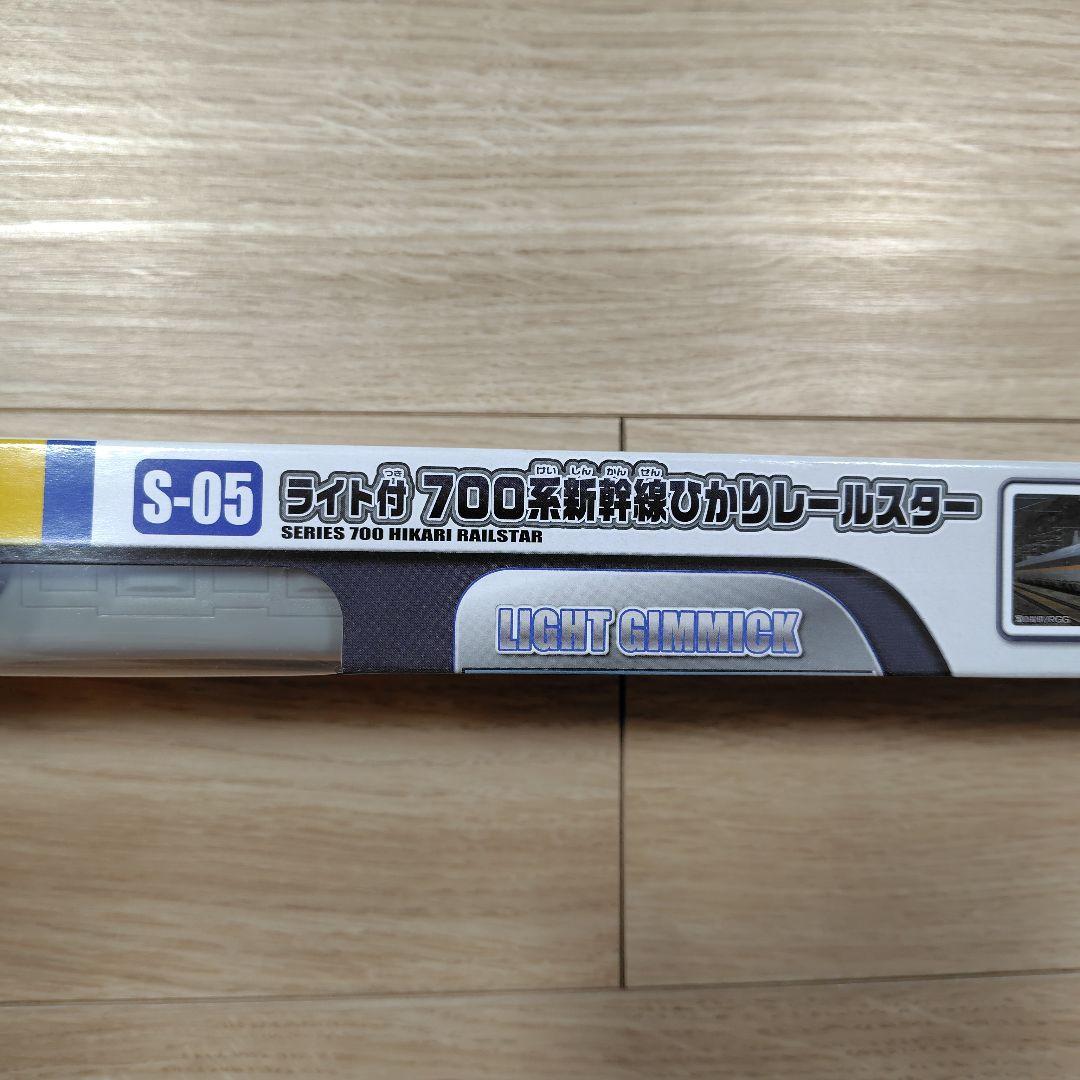 S-05
ライト付 700系新幹線ひかりレールスター
つき けい しん かん せん
SERIES 700 HIKARI RAILSTAR
LIGHT GIMMICK
/RGG